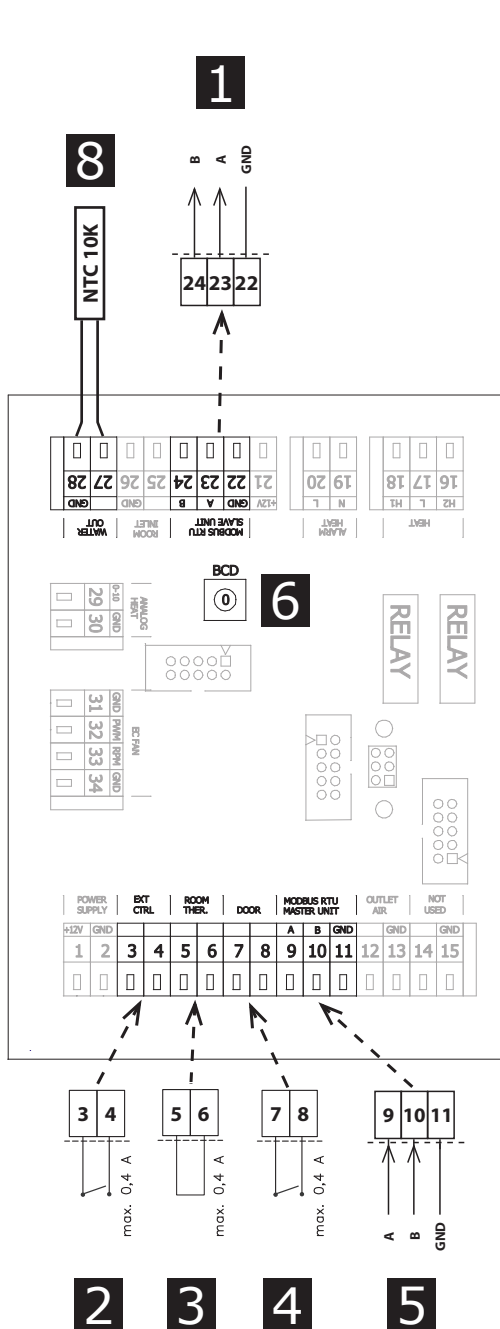 1
8
B A GND
NTC 10K
24 23 22
28 27 26 25 24 23 22 21 20 19 18 17 16
GND GND B A GND +12V L N H1 L H2
WATER OUT
ROOM INLET
MODBUS RTU
SLAVE UNIT
ALARM HEAT
HEAT
BCD
0
6
29 0-10
30 GND
ANALOG HEAT
31 GND
32 PWM
33 RPM
34 GND
EC FAN
RELAY RELAY
POWER SUPPLY
EXT CTRL
ROOM THER.
DOOR
MODBUS RTU
MASTER UNIT
OUTLET AIR
NOT USED
+12V GND A B GND GND GND
1 2 3 4 5 6 7 8 9 10 11 12 13 14 15
3 4
max. 0,4 A
5 6
max. 0,4 A
7 8
max. 0,4 A
9 10 11
A B GND
2 3 4 5